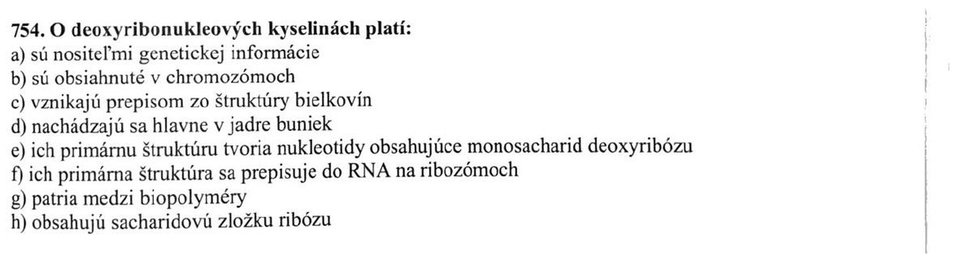 754. O deoxyribonukleových kyselinách platí:
a) sú nositeľmi genetickej informácie
b) sú obsiahnuté v chromozómoch
c) vznikajú prepisom zo štruktúry bielkovín
d) nachádzajú sa hlavne v jadre buniek
e) ich primárnu štruktúru tvoria nukleotidy obsahujúce monosacharid deoxyribózu
f) ich primárna štruktúra sa prepisuje do RNA na ribozómoch
g) patria medzi biopolyméry
h) obsahujú sacharidovú zložku ribózu